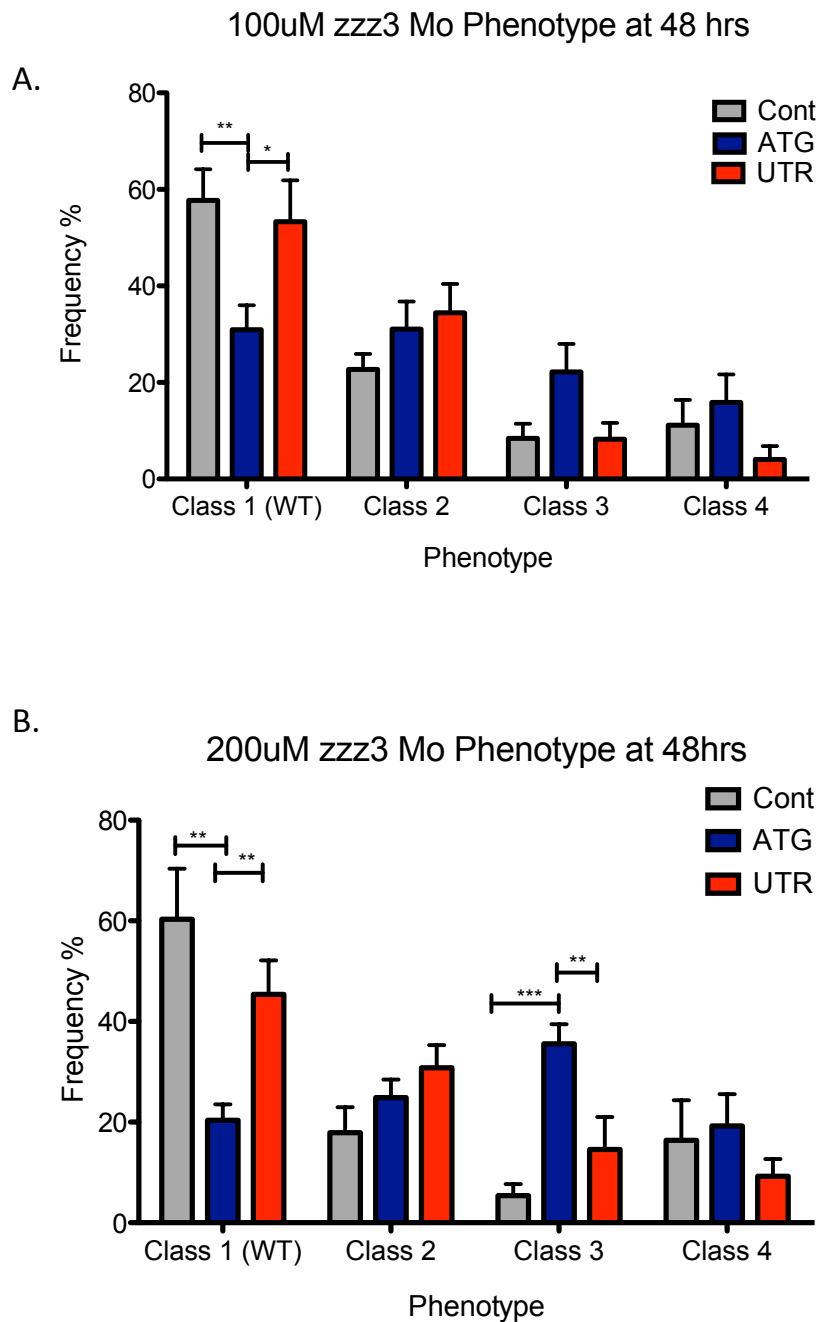 100uM zzz3 Mo Phenotype at 48 hrs
A.
80
60
40
20
0
Frequency %
** *
Cont
ATG
UTR
Class 1 (WT) Class 2 Class 3 Class 4
Phenotype
B.
200uM zzz3 Mo Phenotype at 48hrs
80
60
40
20
0
Frequency %
** **
*** **
Cont
ATG
UTR
Class 1 (WT) Class 2 Class 3 Class 4
Phenotype